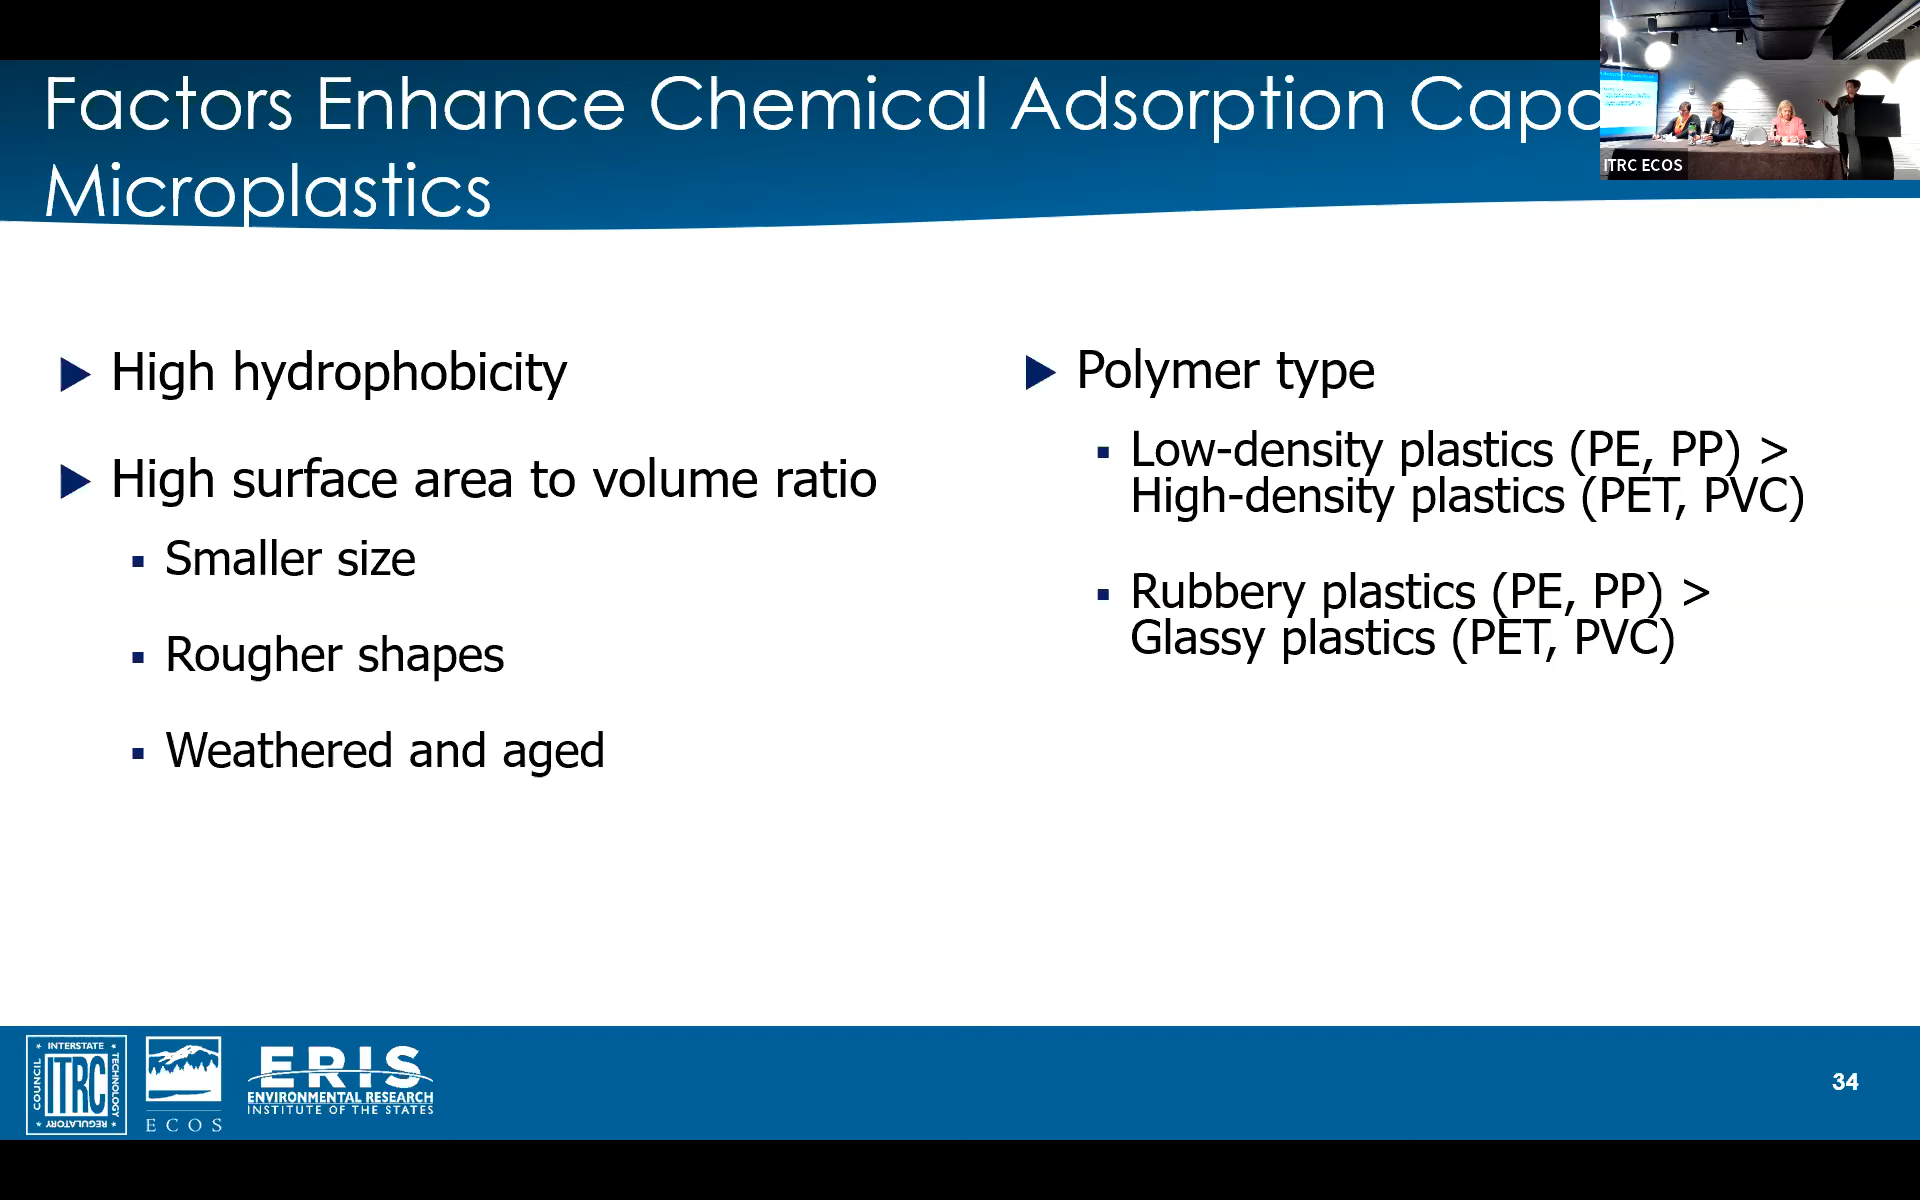 Factors Enhance Chemical Adsorption
Microplastics
ITRC ECOS
High hydrophobicity
High surface area to volume ratio
Smaller size
Rougher shapes
Weathered and aged
Polymer type
Low-density plastics (PE, PP) >
High-density plastics (PET, PVC)
Rubbery plastics (PE, PP) >
Glassy plastics (PET, PVC)
INTERSTATE
TECHNOLOGY
REGULATORY
COUNCIL
ITRC
ECOS
ERIS
ENVIRONMENTAL RESEARCH
INSTITUTE OF THE STATES
34